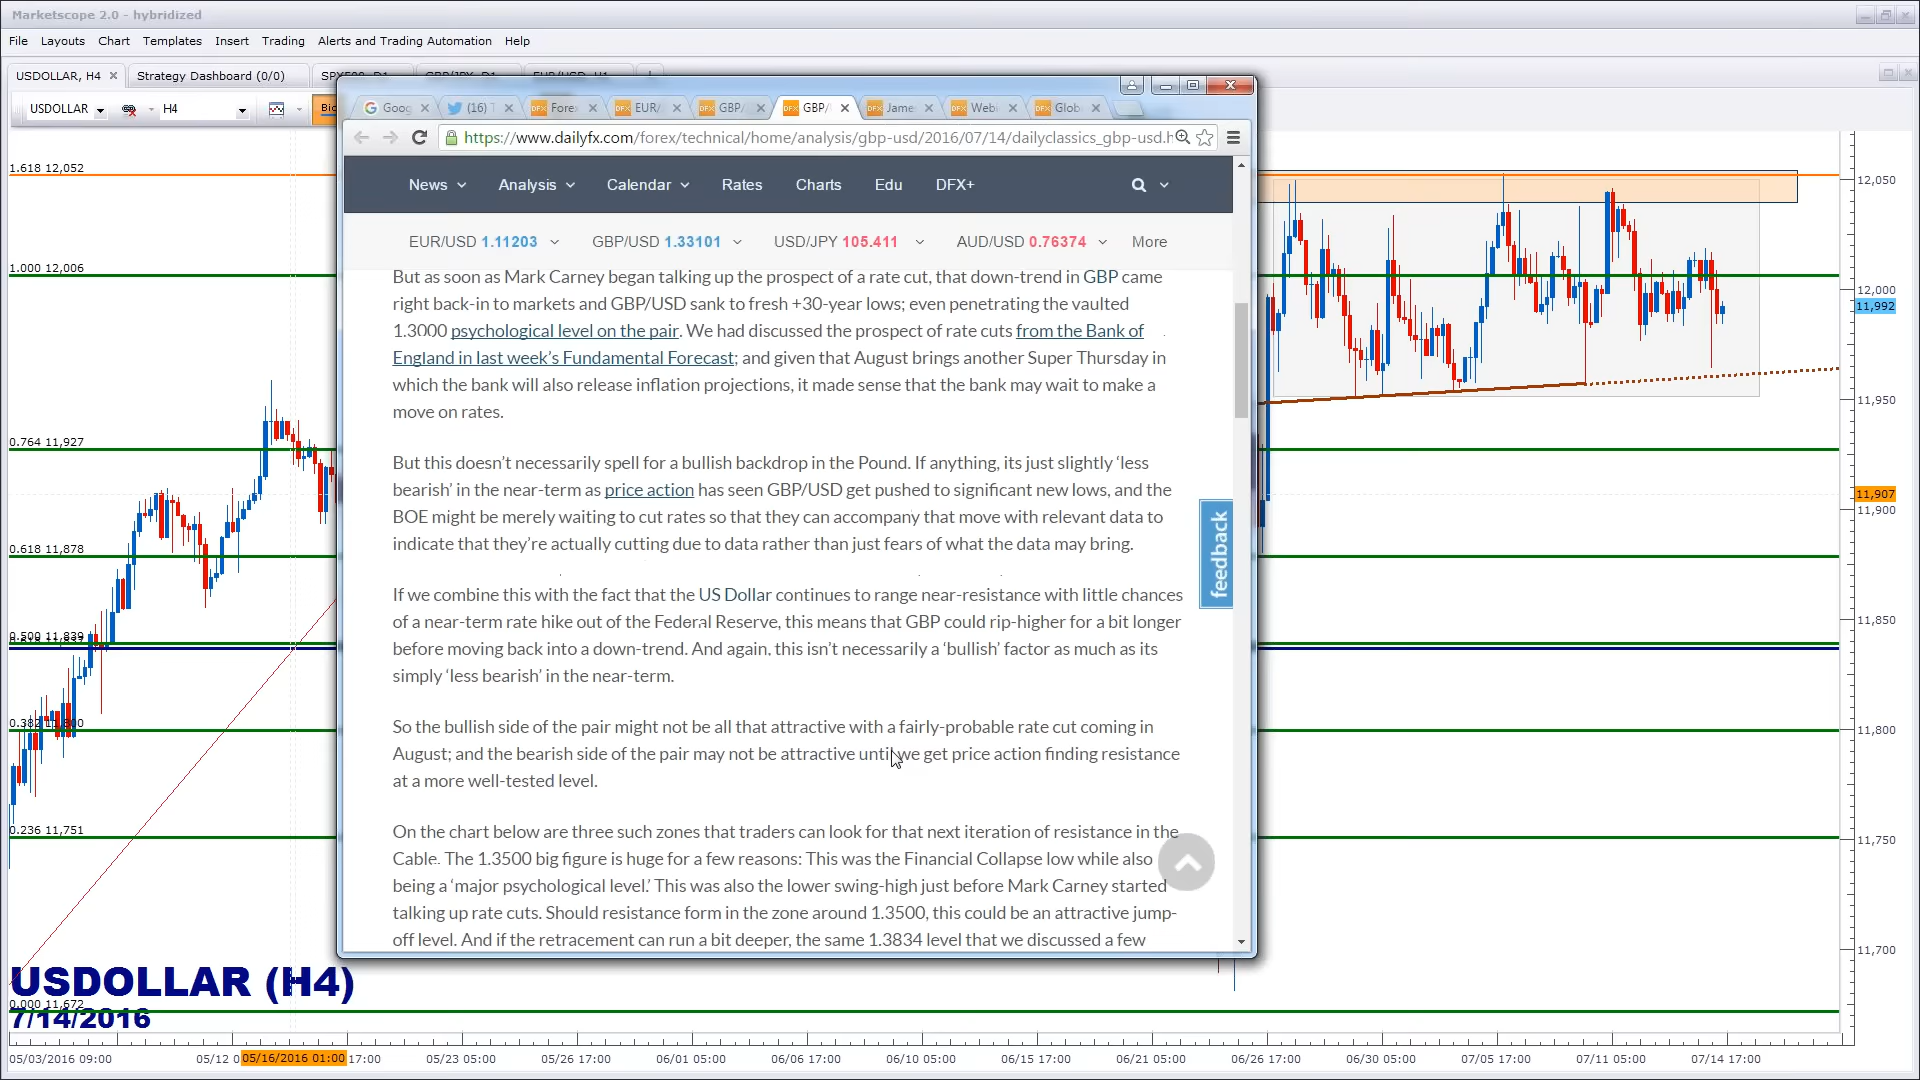 Marketscope 2.0 - hybridized
File Layouts Chart Templates Insert Trading Alerts and Trading Automation Help
USDOLLAR, H4 Strategy Dashboard (0/0)
USDOLLAR H4
Goog (16) Forex EUR/ GBP/ GBP/ Jame Webi Glob
https://www.dailyfx.com/forex/technical/home/analysis/gbp-usd/2016/07/14/dailyclassics_gbp-usd.h
News Analysis Calendar Rates Charts Edu DFX+
EUR/USD 1.11203 GBP/USD 1.33101 USD/JPY 105.411 AUD/USD 0.76374 More
But as soon as Mark Carney began talking up the prospect of a rate cut, that down-trend in GBP came
right back-in to markets and GBP/USD sank to fresh +30-year lows; even penetrating the vaulted
1.3000 psychological level on the pair. We had discussed the prospect of rate cuts from the Bank of
England in last week's Fundamental Forecast; and given that August brings another Super Thursday in
which the bank will also release inflation projections, it made sense that the bank may wait to make a
move on rates.
But this doesn't necessarily spell for a bullish backdrop in the Pound. If anything, its just slightly 'less
bearish' in the near-term as price action has seen GBP/USD get pushed to significant new lows, and the
BOE might be merely waiting to cut rates so that they can accompany that move with relevant data to
indicate that they're actually cutting due to data rather than just fears of what the data may bring.
If we combine this with the fact that the US Dollar continues to range near-resistance with little chances
of a near-term rate hike out of the Federal Reserve, this means that GBP could rip-higher for a bit longer
before moving back into a down-trend. And again, this isn't necessarily a 'bullish' factor as much as its
simply 'less bearish' in the near-term.
So the bullish side of the pair might not be all that attractive with a fairly-probable rate cut coming in
August; and the bearish side of the pair may not be attractive until we get price action finding resistance
at a more well-tested level.
On the chart below are three such zones that traders can look for that next iteration of resistance in the
Cable. The 1.3500 big figure is huge for a few reasons: This was the Financial Collapse low while also
being a 'major psychological level.' This was also the lower swing-high just before Mark Carney started
talking up rate cuts. Should resistance form in the zone around 1.3500, this could be an attractive jump-
off level. And if the retracement can run a bit deeper, the same 1.3834 level that we discussed a few
feedback
1.618 12,052
1.000 12,006
0.764 11,927
0.618 11,878
0.500 11,839
0.382 11,800
0.236 11,751
0.000 11,672
USDOLLAR (H4)
7/14/2016
12,050
12,000
11,992
11,950
11,907
11,900
11,850
11,800
11,750
11,700
05/03/2016 09:00 05/12 0 05/16/2016 01:00 17:00 05/23 05:00 05/26 17:00 06/01 05:00 06/06 17:00 06/10 05:00 06/15 17:00 06/21 05:00 06/26 17:00 06/30 05:00 07/05 17:00 07/11 05:00 07/14 17:00